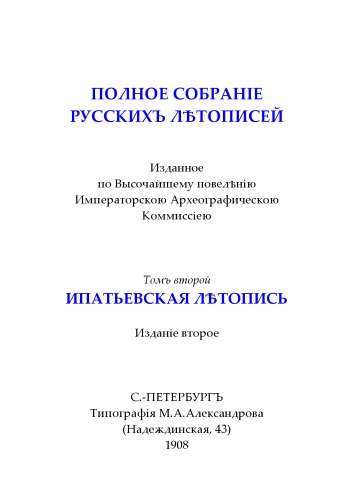 ПОЛНОЕ СОБРАНІЕ
РУССКИХЪ ЛѢТОПИСЕЙ
Изданное
по Высочайшему повелѣнію
Императорскою Археографическою
Коммиссіею
Томъ второй
ИПАТЬЕВСКАЯ ЛѢТОПИСЬ
Изданіе второе
С.-ПЕТЕРБУРГЪ
Типографія М.А.Александрова
(Надеждинская, 43)
1908